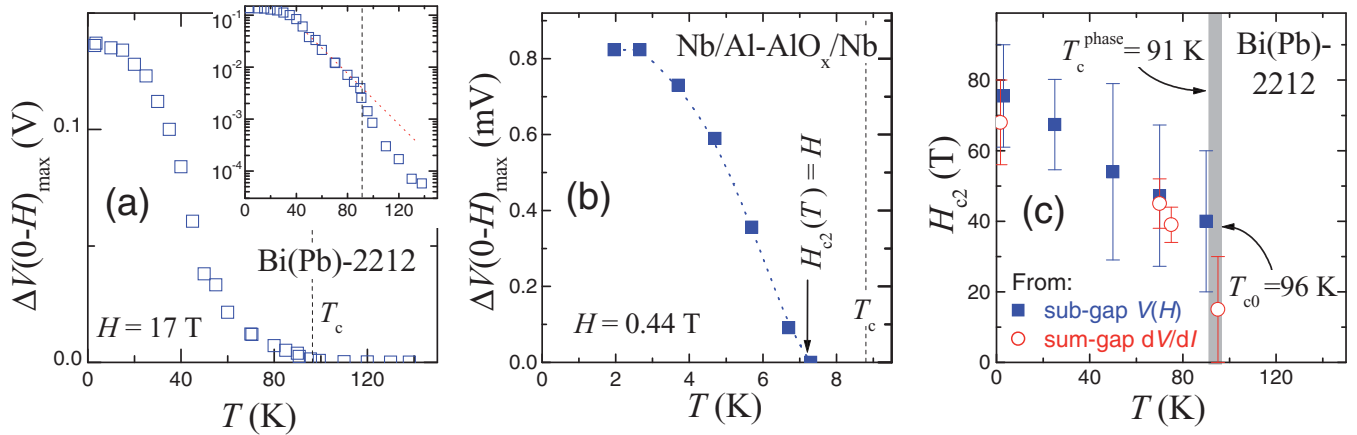 (a)
ΔV(0-H)max (V)
0.1
0.0
0 40 80 120
T (K)
H = 17 T
Bi(Pb)-2212
Tc
10⁻¹
10⁻²
10⁻³
10⁻⁴
0 20 40 60 80 100 120
(b)
ΔV(0-H)max (mV)
0.8
0.6
0.4
0.2
0.0
0 2 4 6 8
T (K)
Nb/Al-AlOx/Nb
H = 0.44 T
Hc2(T) = H
Tc
(c)
Hc2 (T)
80
60
40
20
0
0 40 80 120
T (K)
Tc^phase = 91 K
Bi(Pb)-
2212
Tc0 =96 K
From:
sub-gap V(H)
sum-gap dV/dI